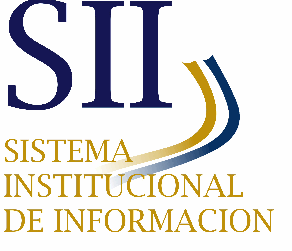 SII
SISTEMA
INSTITUCIONAL
DE INFORMACION